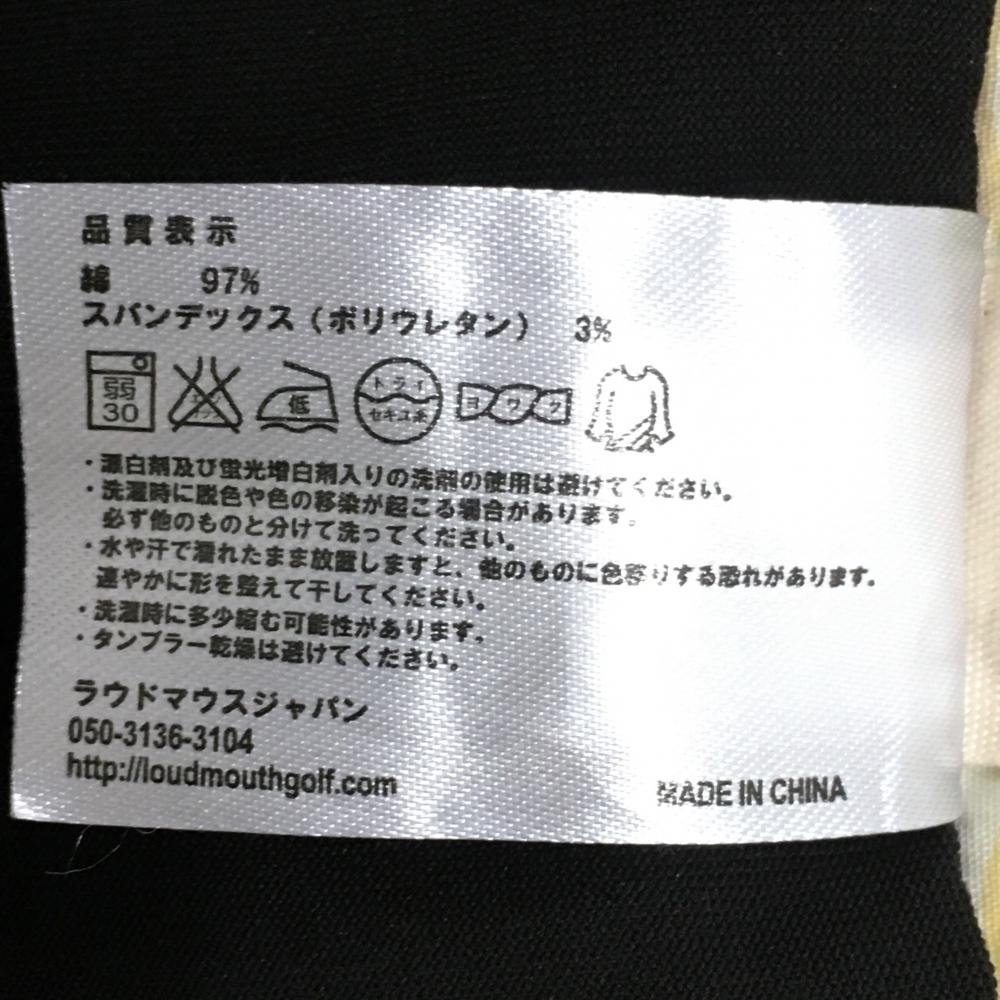 品質表示
綿 97%
スパンデックス（ポリウレタン） 3%
弱 30 エンソ サラシ 低 ドライ セキユ系 ヨワク
・漂白剤及び蛍光増白剤入りの洗剤の使用は避けてください。
・洗濯時に脱色や色の移染が起こる場合があります。
必ず他のものと分けて洗ってください。
・水や汗で濡れたまま放置しますと、他のものに色移りする恐れがあります。
速やかに形を整えて干してください。
・洗濯時に多少縮む可能性があります。
・タンブラー乾燥は避けてください。
ラウドマウスジャパン
050-3136-3104
http://loudmouthgolf.com
MADE IN CHINA